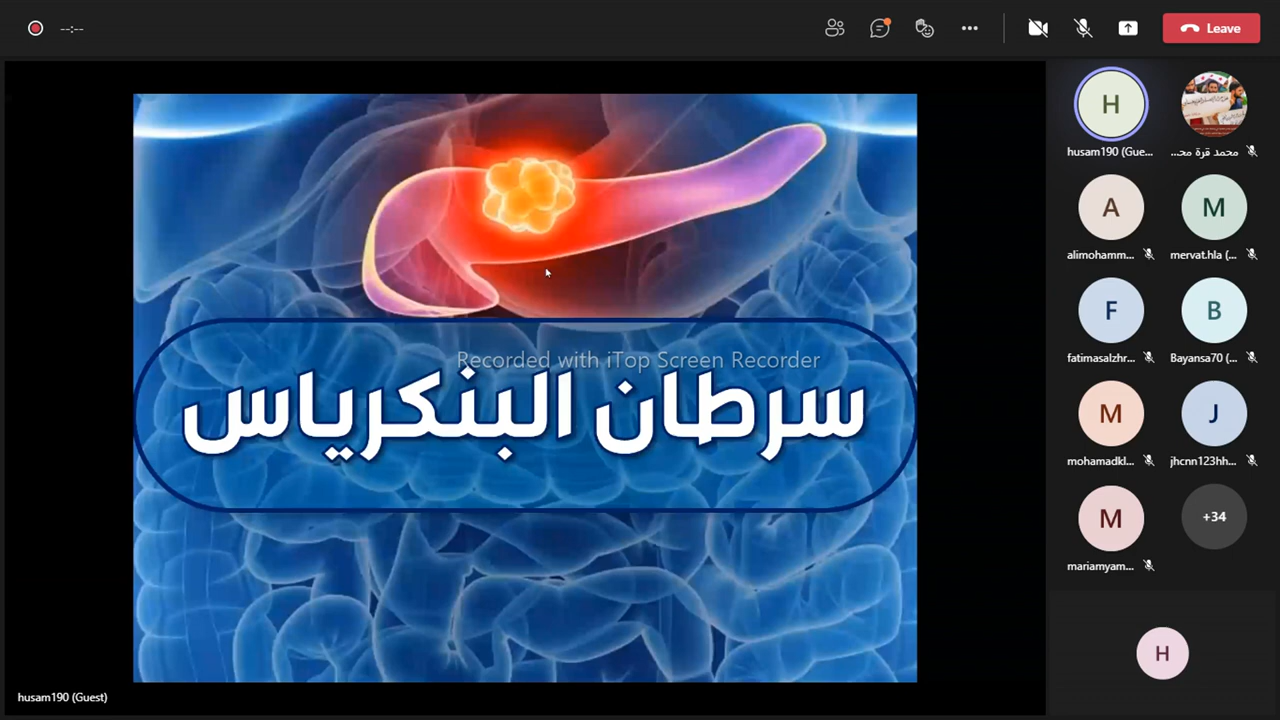 --:--
Leave
Recorded with iTop Screen Recorder
سرطان البنكرياس
H
husam190 (Gue...
محمد قرة مح...
A
alimohamm...
M
mervat.hla (...
F
fatimasalzhr...
B
Bayansa70 (...
M
mohamadkl...
J
jhcnn123hh...
M
mariamyam...
+34
H
husam190 (Guest)